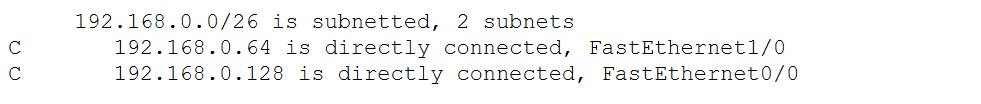 192.168.0.0/26 is subnetted, 2 subnets
C 192.168.0.64 is directly connected, FastEthernet1/0
C 192.168.0.128 is directly connected, FastEthernet0/0